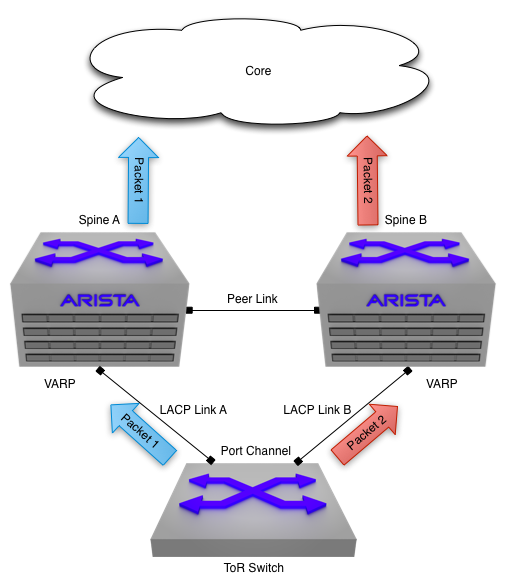 Core
Packet 1
Packet 2
Spine A
Spine B
ARISTA
ARISTA
Peer Link
VARP
VARP
LACP Link A
LACP Link B
Packet 1
Packet 2
Port Channel
ToR Switch